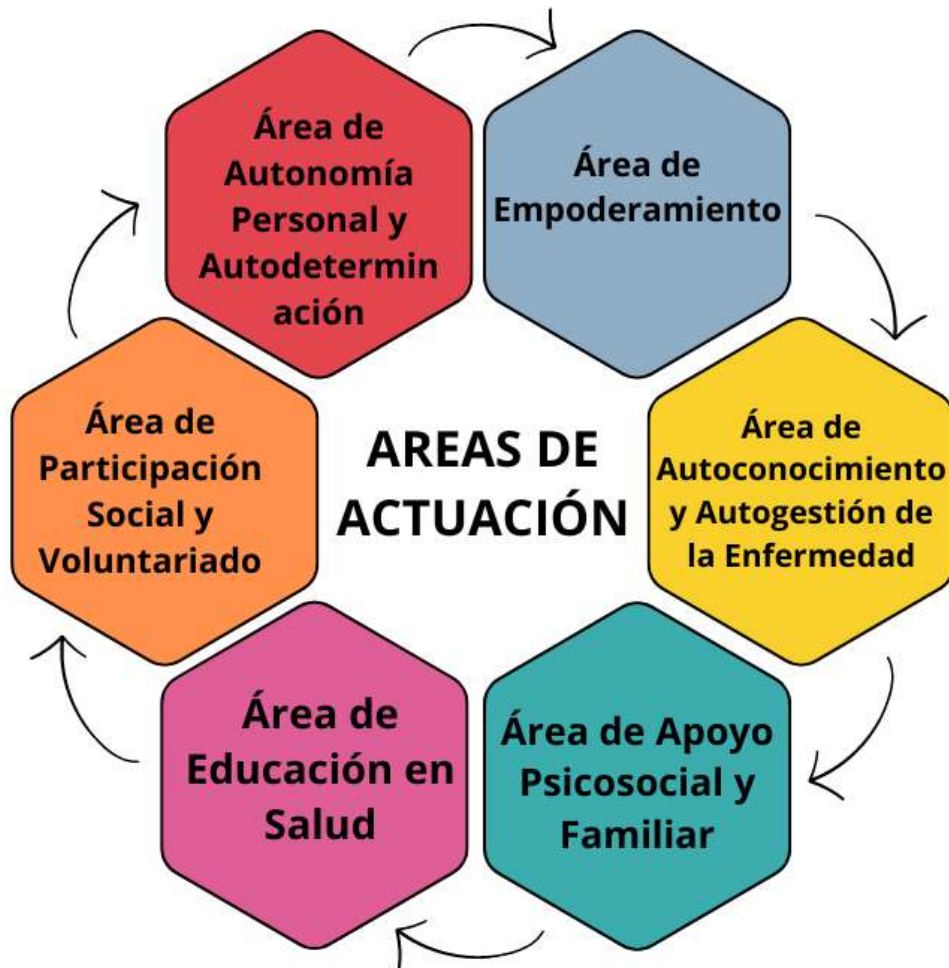 Área de
Autonomía
Personal y
Autodetermin
ación
Área de
Empoderamiento
Área de
Autoconocimiento
y Autogestión de
la Enfermedad
Área de Apoyo
Psicosocial y
Familiar
Área de
Educación en
Salud
Área de
Participación
Social y
Voluntariado
AREAS DE
ACTUACIÓN